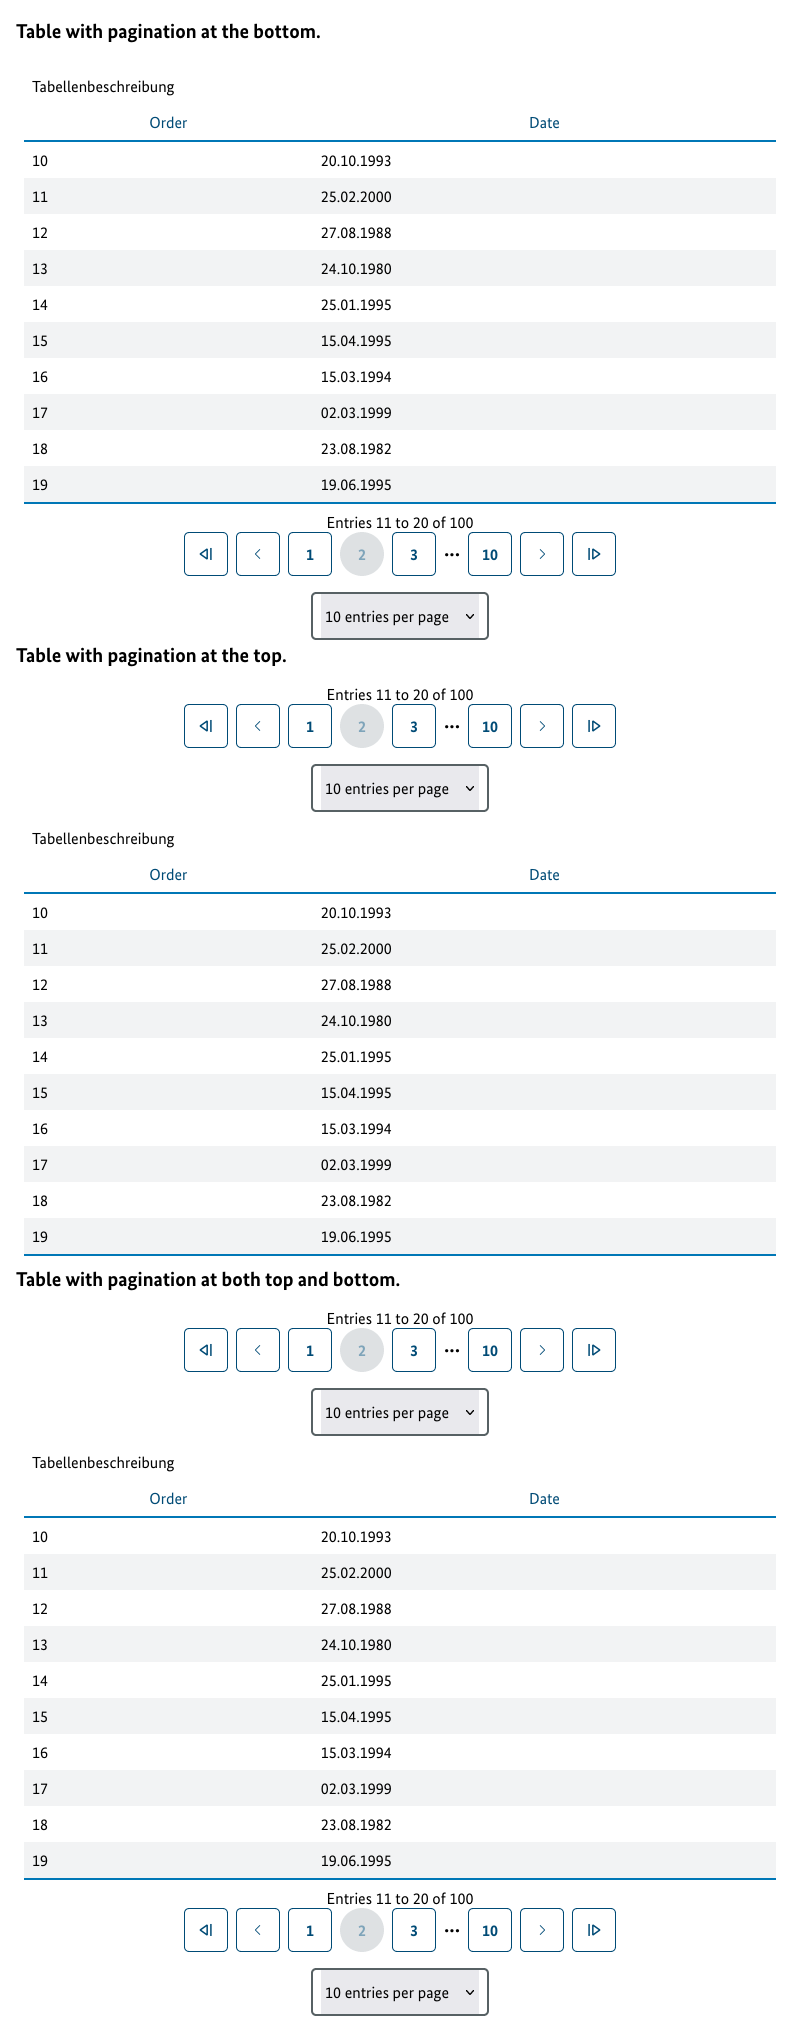 Table with pagination at the bottom.
Tabellenbeschreibung
Order Date
10 20.10.1993
11 25.02.2000
12 27.08.1988
13 24.10.1980
14 25.01.1995
15 15.04.1995
16 15.03.1994
17 02.03.1999
18 23.08.1982
19 19.06.1995
Entries 11 to 20 of 100
1 2 3 ··· 10
10 entries per page
Table with pagination at the top.
Entries 11 to 20 of 100
1 2 3 ··· 10
10 entries per page
Tabellenbeschreibung
Order Date
10 20.10.1993
11 25.02.2000
12 27.08.1988
13 24.10.1980
14 25.01.1995
15 15.04.1995
16 15.03.1994
17 02.03.1999
18 23.08.1982
19 19.06.1995
Table with pagination at both top and bottom.
Entries 11 to 20 of 100
1 2 3 ··· 10
10 entries per page
Tabellenbeschreibung
Order Date
10 20.10.1993
11 25.02.2000
12 27.08.1988
13 24.10.1980
14 25.01.1995
15 15.04.1995
16 15.03.1994
17 02.03.1999
18 23.08.1982
19 19.06.1995
Entries 11 to 20 of 100
1 2 3 ··· 10
10 entries per page